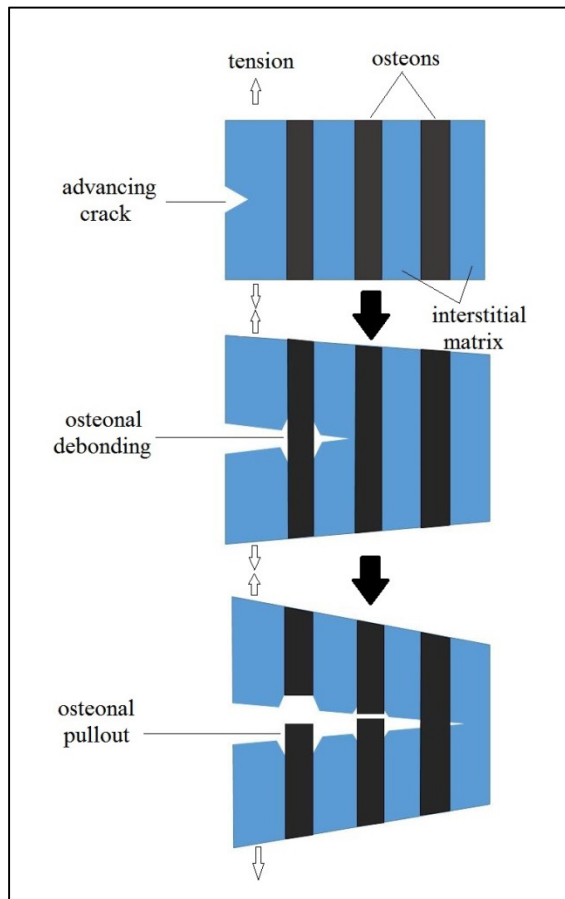 tension
osteons
advancing
crack
interstitial
matrix
osteonal
debonding
osteonal
pullout